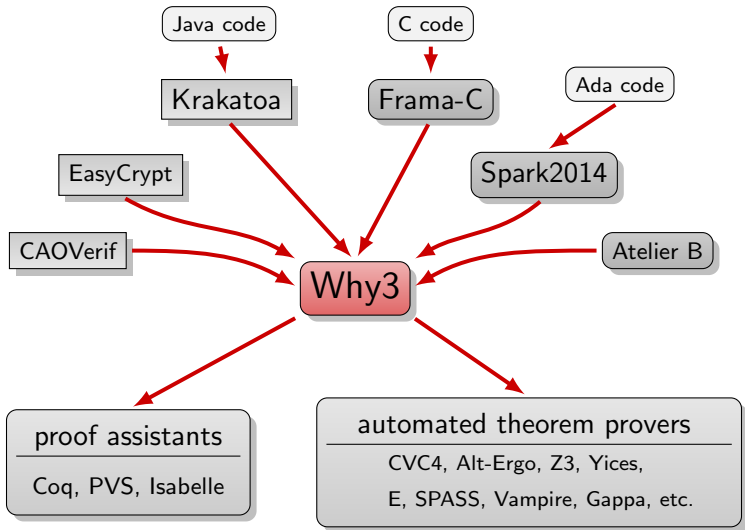 Java code
C code
Krakatoa
Frama-C
Ada code
EasyCrypt
Spark2014
CAOVerif
Atelier B
Why3
proof assistants
Coq, PVS, Isabelle
automated theorem provers
CVC4, Alt-Ergo, Z3, Yices,
E, SPASS, Vampire, Gappa, etc.